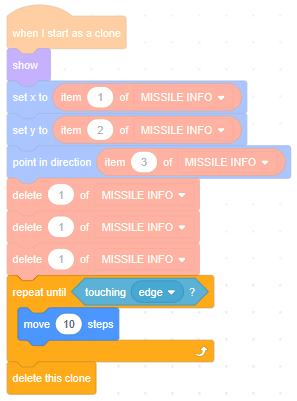 when I start as a clone
show
set x to item 1 of MISSILE INFO
set y to item 2 of MISSILE INFO
point in direction item 3 of MISSILE INFO
delete 1 of MISSILE INFO
delete 1 of MISSILE INFO
delete 1 of MISSILE INFO
repeat until touching edge ?
move 10 steps
delete this clone